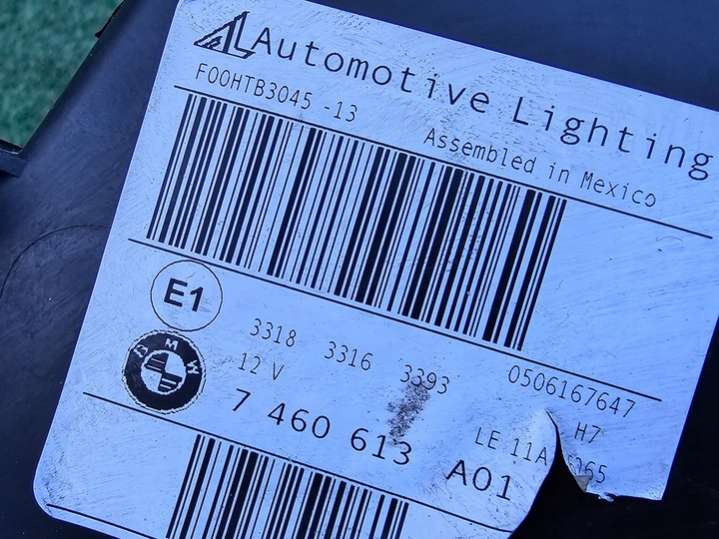 AL Automotive Lighting
F00HTB3045 -13
Assembled in Mexico
E1
3318 3316 3393 0506167647
BMW
12 V H7
7 460 613 A01
LE 11A